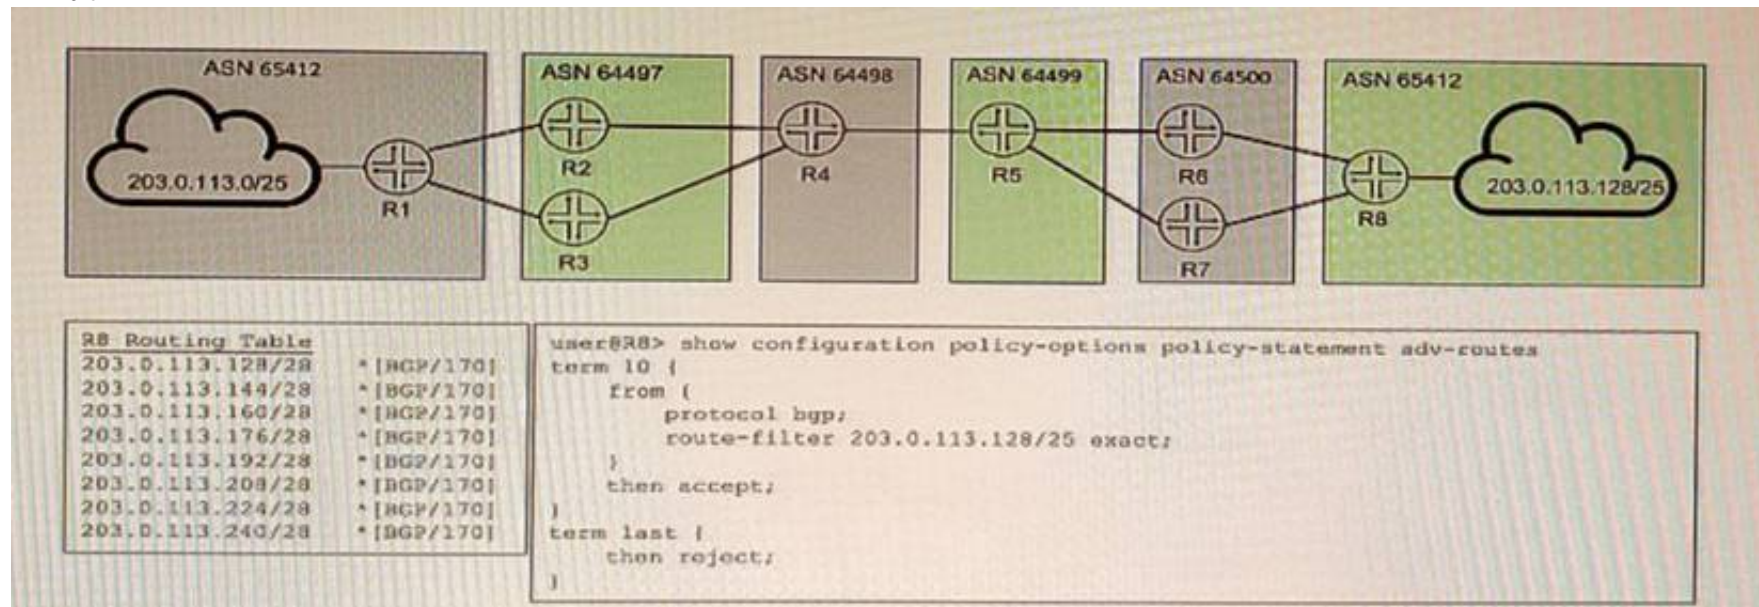 ASN 65412
ASN 64497
ASN 64498
ASN 64499
ASN 64500
ASN 65412
203.0.113.0/25
R1
R2
R3
R4
R5
R6
R7
R8
203.0.113.128/25
R8 Routing Table
203.0.113.128/28 *[BGP/170]
203.0.113.144/28 *[BGP/170]
203.0.113.160/28 *[BGP/170]
203.0.113.176/28 *[BGP/170]
203.0.113.192/28 *[BGP/170]
203.0.113.208/28 *[BGP/170]
203.0.113.224/28 *[BGP/170]
203.0.113.240/28 *[BGP/170]
user@R8> show configuration policy-options policy-statement adv-routes
term 10 {
from {
protocol bgp;
route-filter 203.0.113.128/25 exact;
}
then accept;
}
term last {
then reject;
}